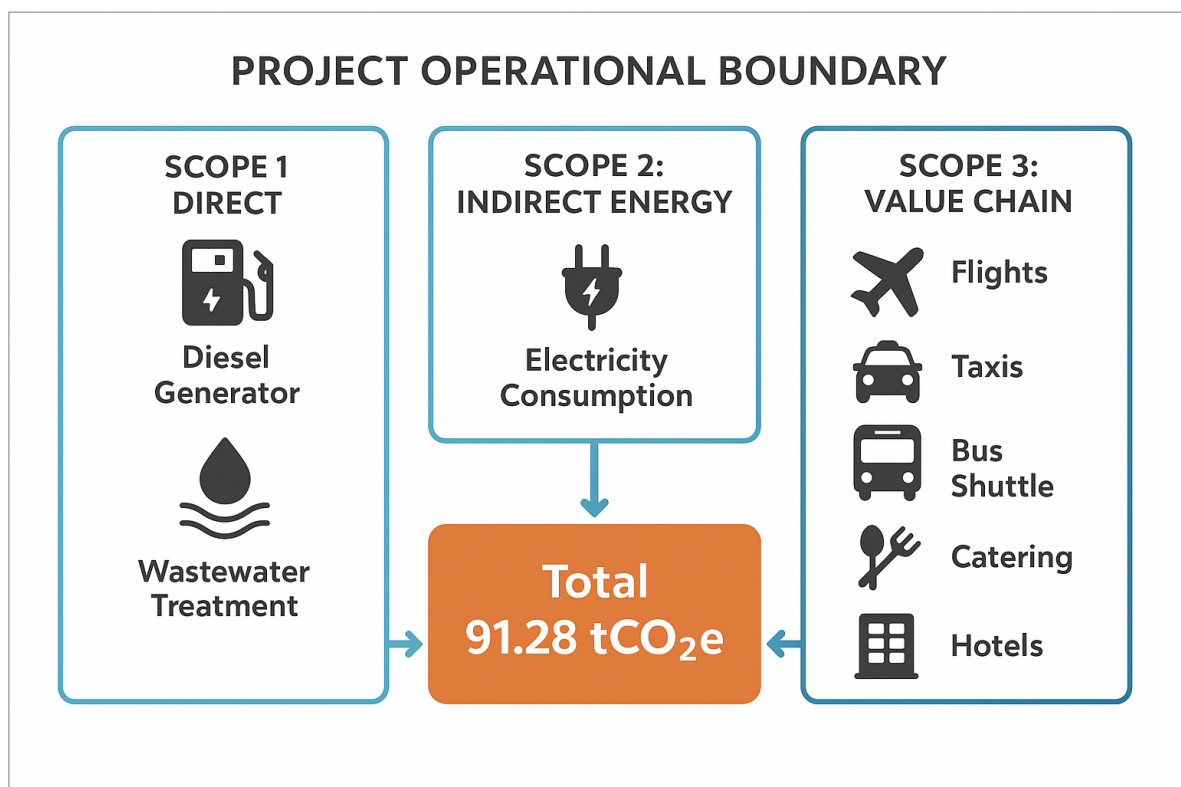 PROJECT OPERATIONAL BOUNDARY
SCOPE 1
DIRECT
Diesel
Generator
Wastewater
Treatment
SCOPE 2:
INDIRECT ENERGY
Electricity
Consumption
Total
91.28 tCO₂e
SCOPE 3:
VALUE CHAIN
Flights
Taxis
Bus
Shuttle
Catering
Hotels